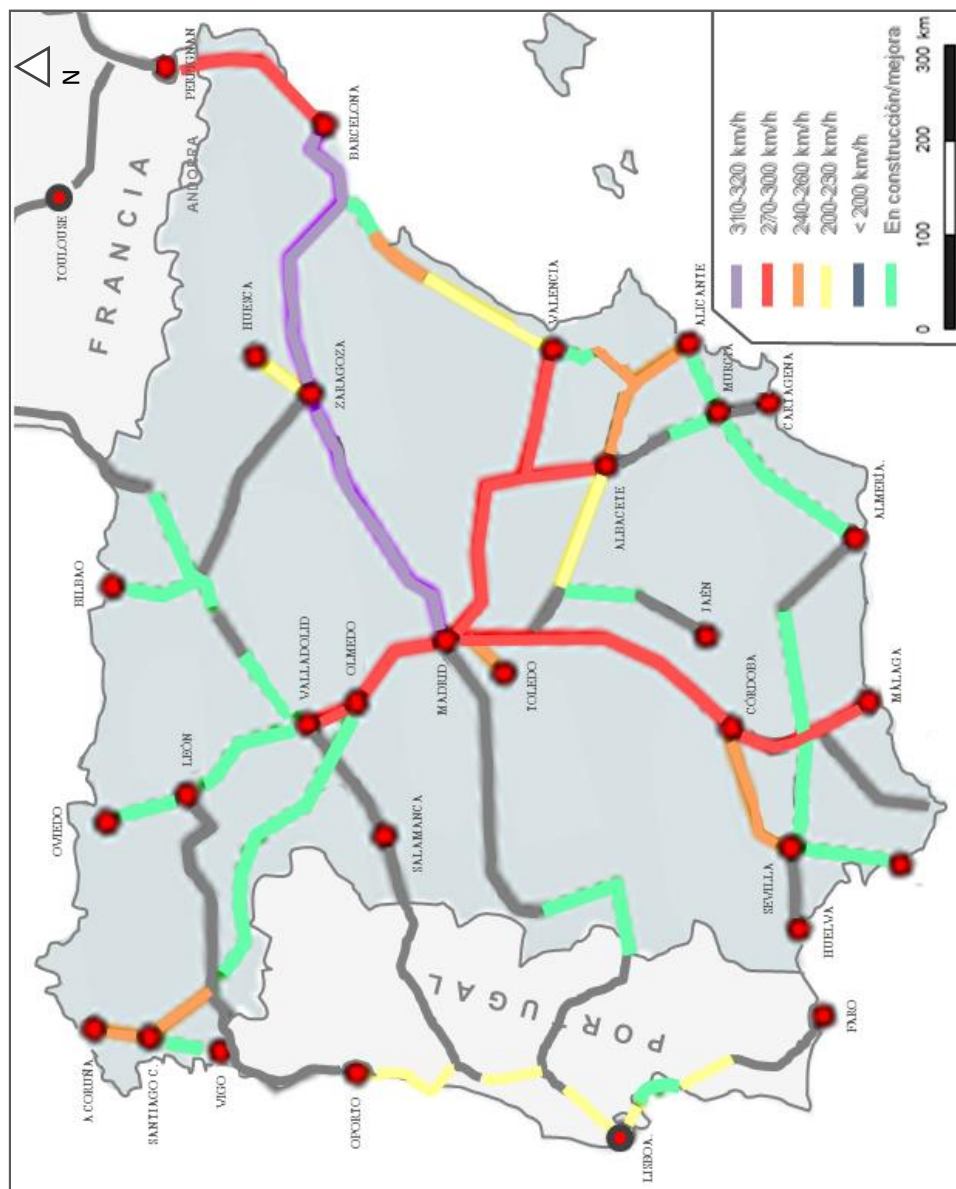 A CORUÑA
SANTIAGO C.
VIGO
OVIEDO
LEÓN
BILBAO
VALLADOLID
OLMEDO
SALAMANCA
OPORTO
PORTUGAL
LISBOA.
FARO
HUELVA
SEVILLA
CÓRDOBA
MÁLAGA
JAÉN
MADRID
TOLEDO
ALBACETE
ALMERÍA.
MURCIA
CARTAGENA
ALICANTE
VALENCIA
ZARAGOZA
HUESCA
BARCELONA
ANDORRA
FRANCIA
TOULOUSE
PERPIGNAN
N
310-320 km/h
270-300 km/h
240-260 km/h
200-230 km/h
< 200 km/h
En construcción/mejora
0 100 200 300 km